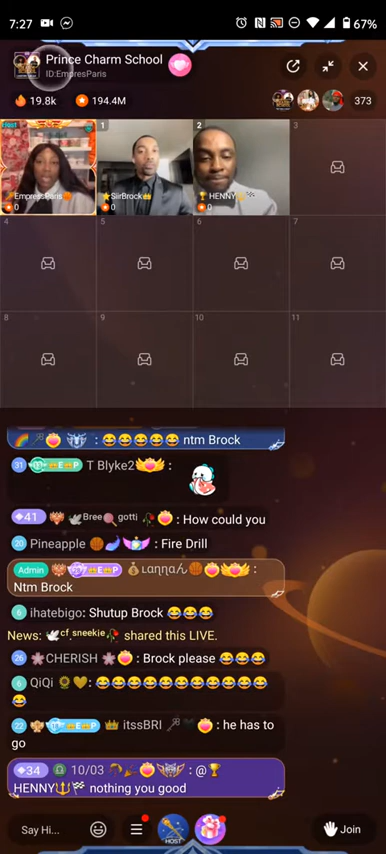 7:27
67%
Prince Charm School
ID:EmpresParis
19.8k
194.4M
373
Host
EmpressParis
0
1
SiirBrock
0
2
HENNY
0
3
4
5
6
7
8
9
10
11
: 😂😂😂😂😂 ntm Brock
31 E P T Blyke2 :
41 ᴮʳᵉᵉ ᵍᵒᵗᵗⁱ : How could you
20 Pineapple 🏀 : Fire Drill
Admin E P :
Ntm Brock
6 ihatebigo: Shutup Brock 😂😂😂
News: 🕊ᶜᶠ ˢⁿᵉᵉᵏⁱᵉ🥀 shared this LIVE.
26 🌸CHERISH 🌸 : Brock please 😂😂😂
6 QiQi 🌻💛: 😂😂😂😂😂😂😂😂😂😂😂
😂
22 E P 👑 itssBRI : he has to
go
34 ♎ 10/03 : @🏆
HENNY🔱🏁 nothing you good
Say Hi...
HOST
Join